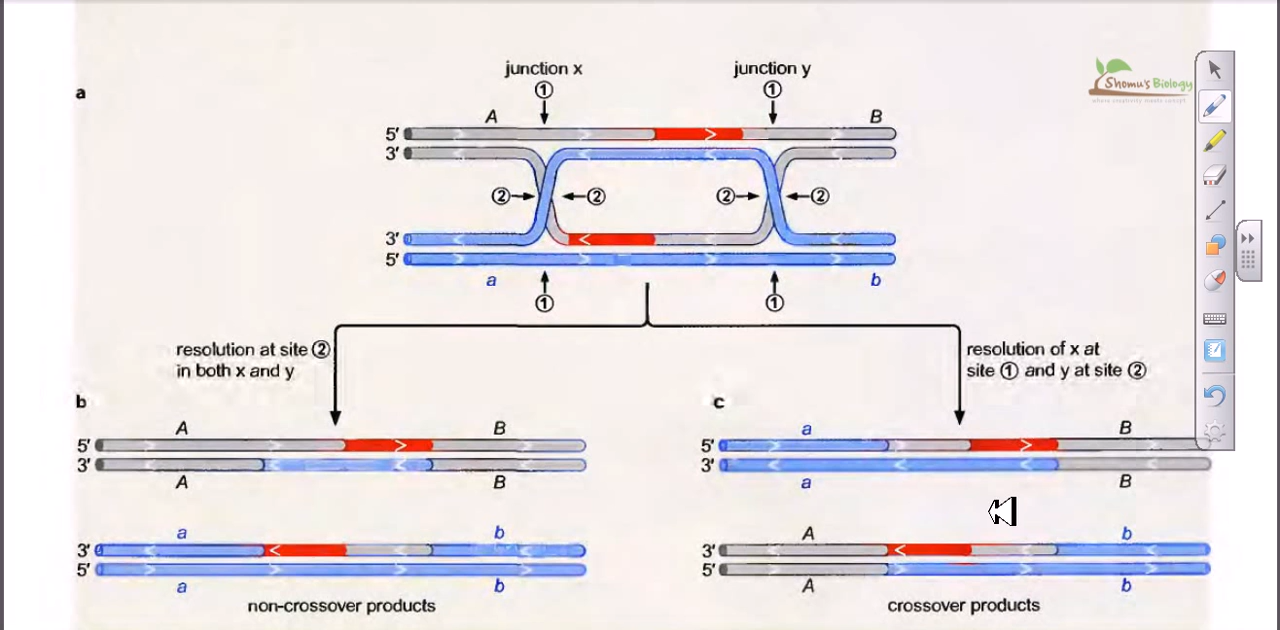 Shomu's Biology
junction x junction y
① ①
a
A B
5'
3'
② ② ② ②
3'
5'
a b
① ①
resolution at site ②
in both x and y
resolution of x at
site ① and y at site ②
b
A B
5'
3'
A B
a b
3'
5'
a b
non-crossover products
c
a B
5'
3'
a B
A b
3'
5'
A b
crossover products